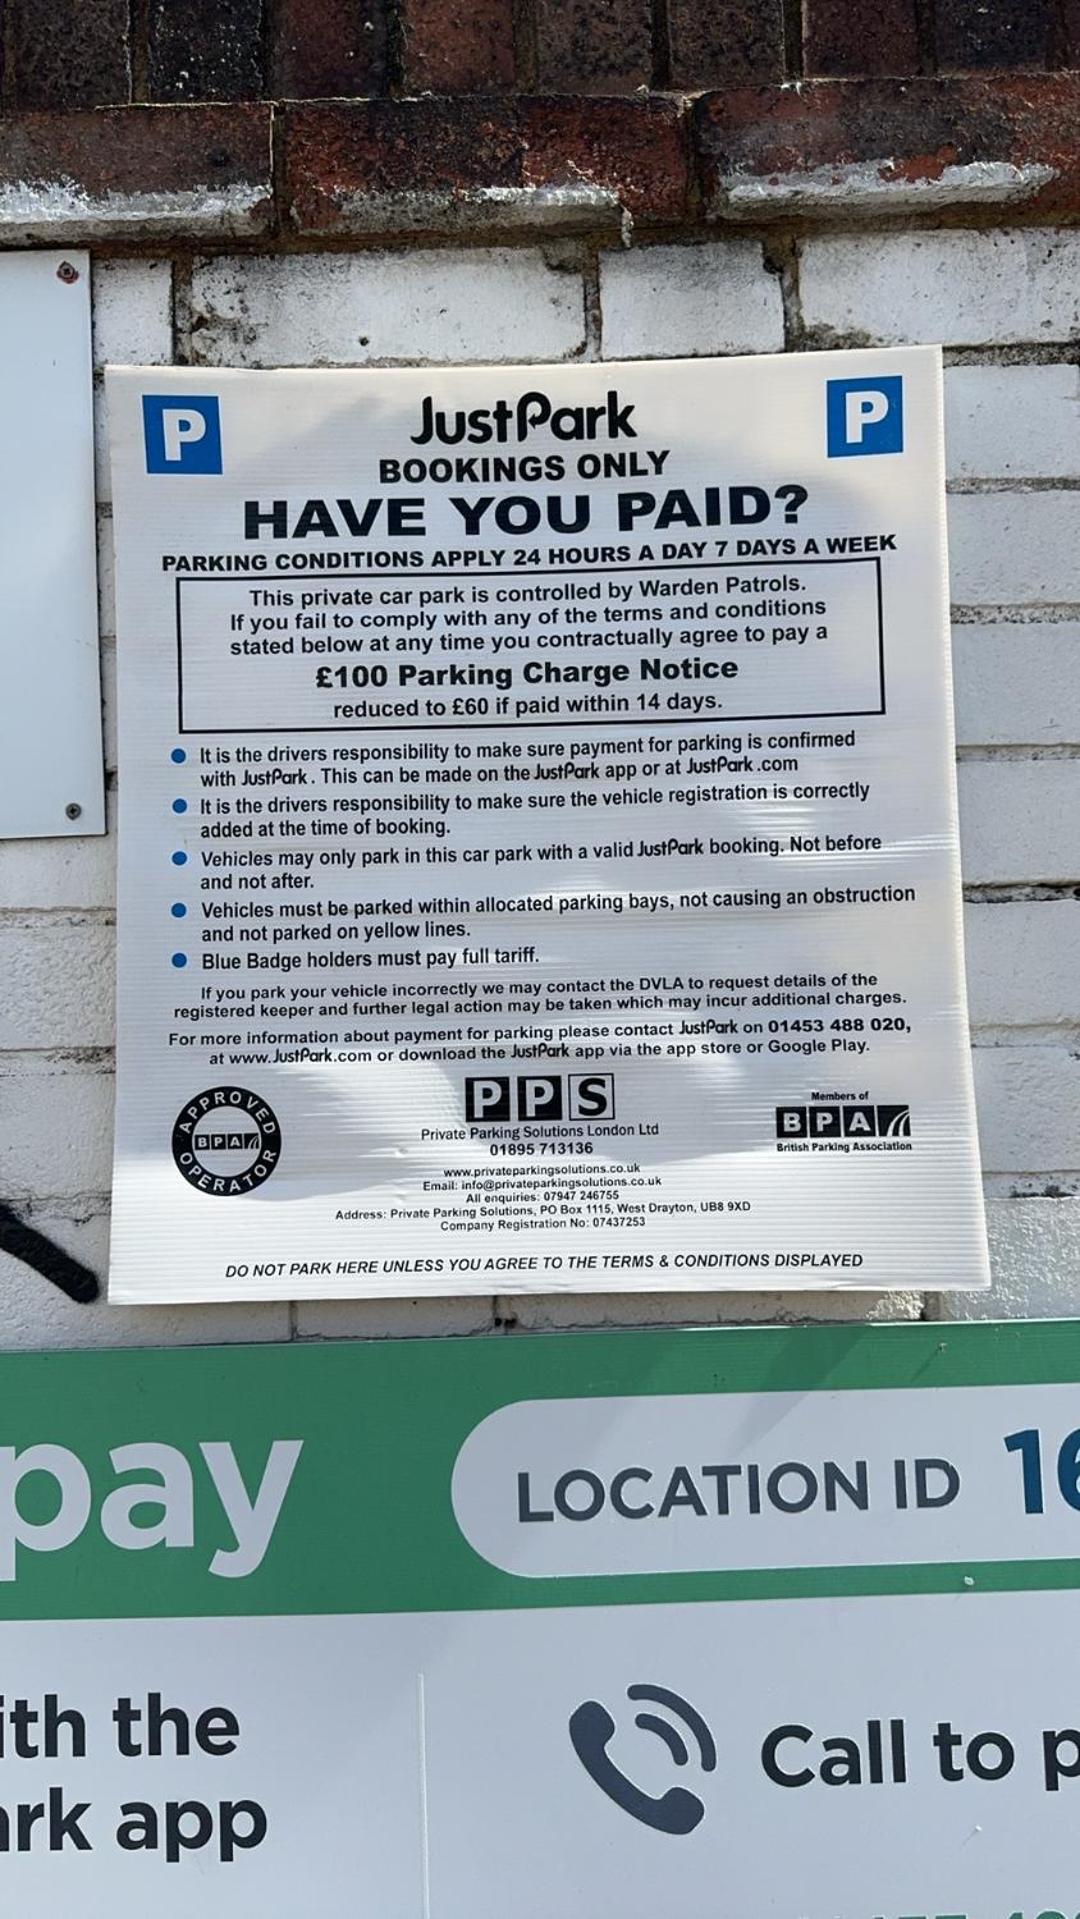 P
JustPark
P
BOOKINGS ONLY
HAVE YOU PAID?
PARKING CONDITIONS APPLY 24 HOURS A DAY 7 DAYS A WEEK
This private car park is controlled by Warden Patrols.
If you fail to comply with any of the terms and conditions
stated below at any time you contractually agree to pay a
£100 Parking Charge Notice
reduced to £60 if paid within 14 days.
It is the drivers responsibility to make sure payment for parking is confirmed
with JustPark. This can be made on the JustPark app or at JustPark.com
It is the drivers responsibility to make sure the vehicle registration is correctly
added at the time of booking.
Vehicles may only park in this car park with a valid JustPark booking. Not before
and not after.
Vehicles must be parked within allocated parking bays, not causing an obstruction
and not parked on yellow lines.
Blue Badge holders must pay full tariff.
If you park your vehicle incorrectly we may contact the DVLA to request details of the
registered keeper and further legal action may be taken which may incur additional charges.
For more information about payment for parking please contact JustPark on 01453 488 020,
at www.JustPark.com or download the JustPark app via the app store or Google Play.
APPROVED
BPA
OPERATOR
PPS
Private Parking Solutions London Ltd
01895 713136
www.privateparkingsolutions.co.uk
Email: info@privateparkingsolutions.co.uk
All enquiries: 07947 246755
Address: Private Parking Solutions, PO Box 1115, West Drayton, UB8 9XD
Company Registration No: 07437253
Members of
BPA
British Parking Association
DO NOT PARK HERE UNLESS YOU AGREE TO THE TERMS & CONDITIONS DISPLAYED
pay
LOCATION ID 16
ith the
ark app
Call to p